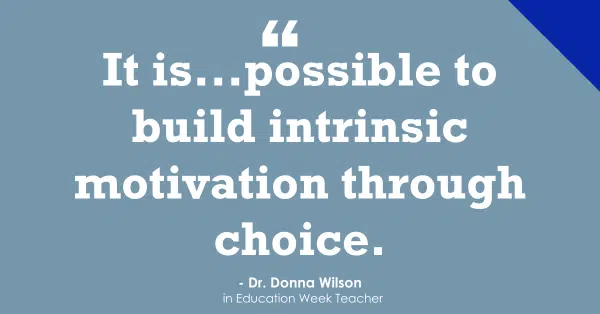 “
It is...possible to
build intrinsic
motivation through
choice.
- Dr. Donna Wilson
in Education Week Teacher